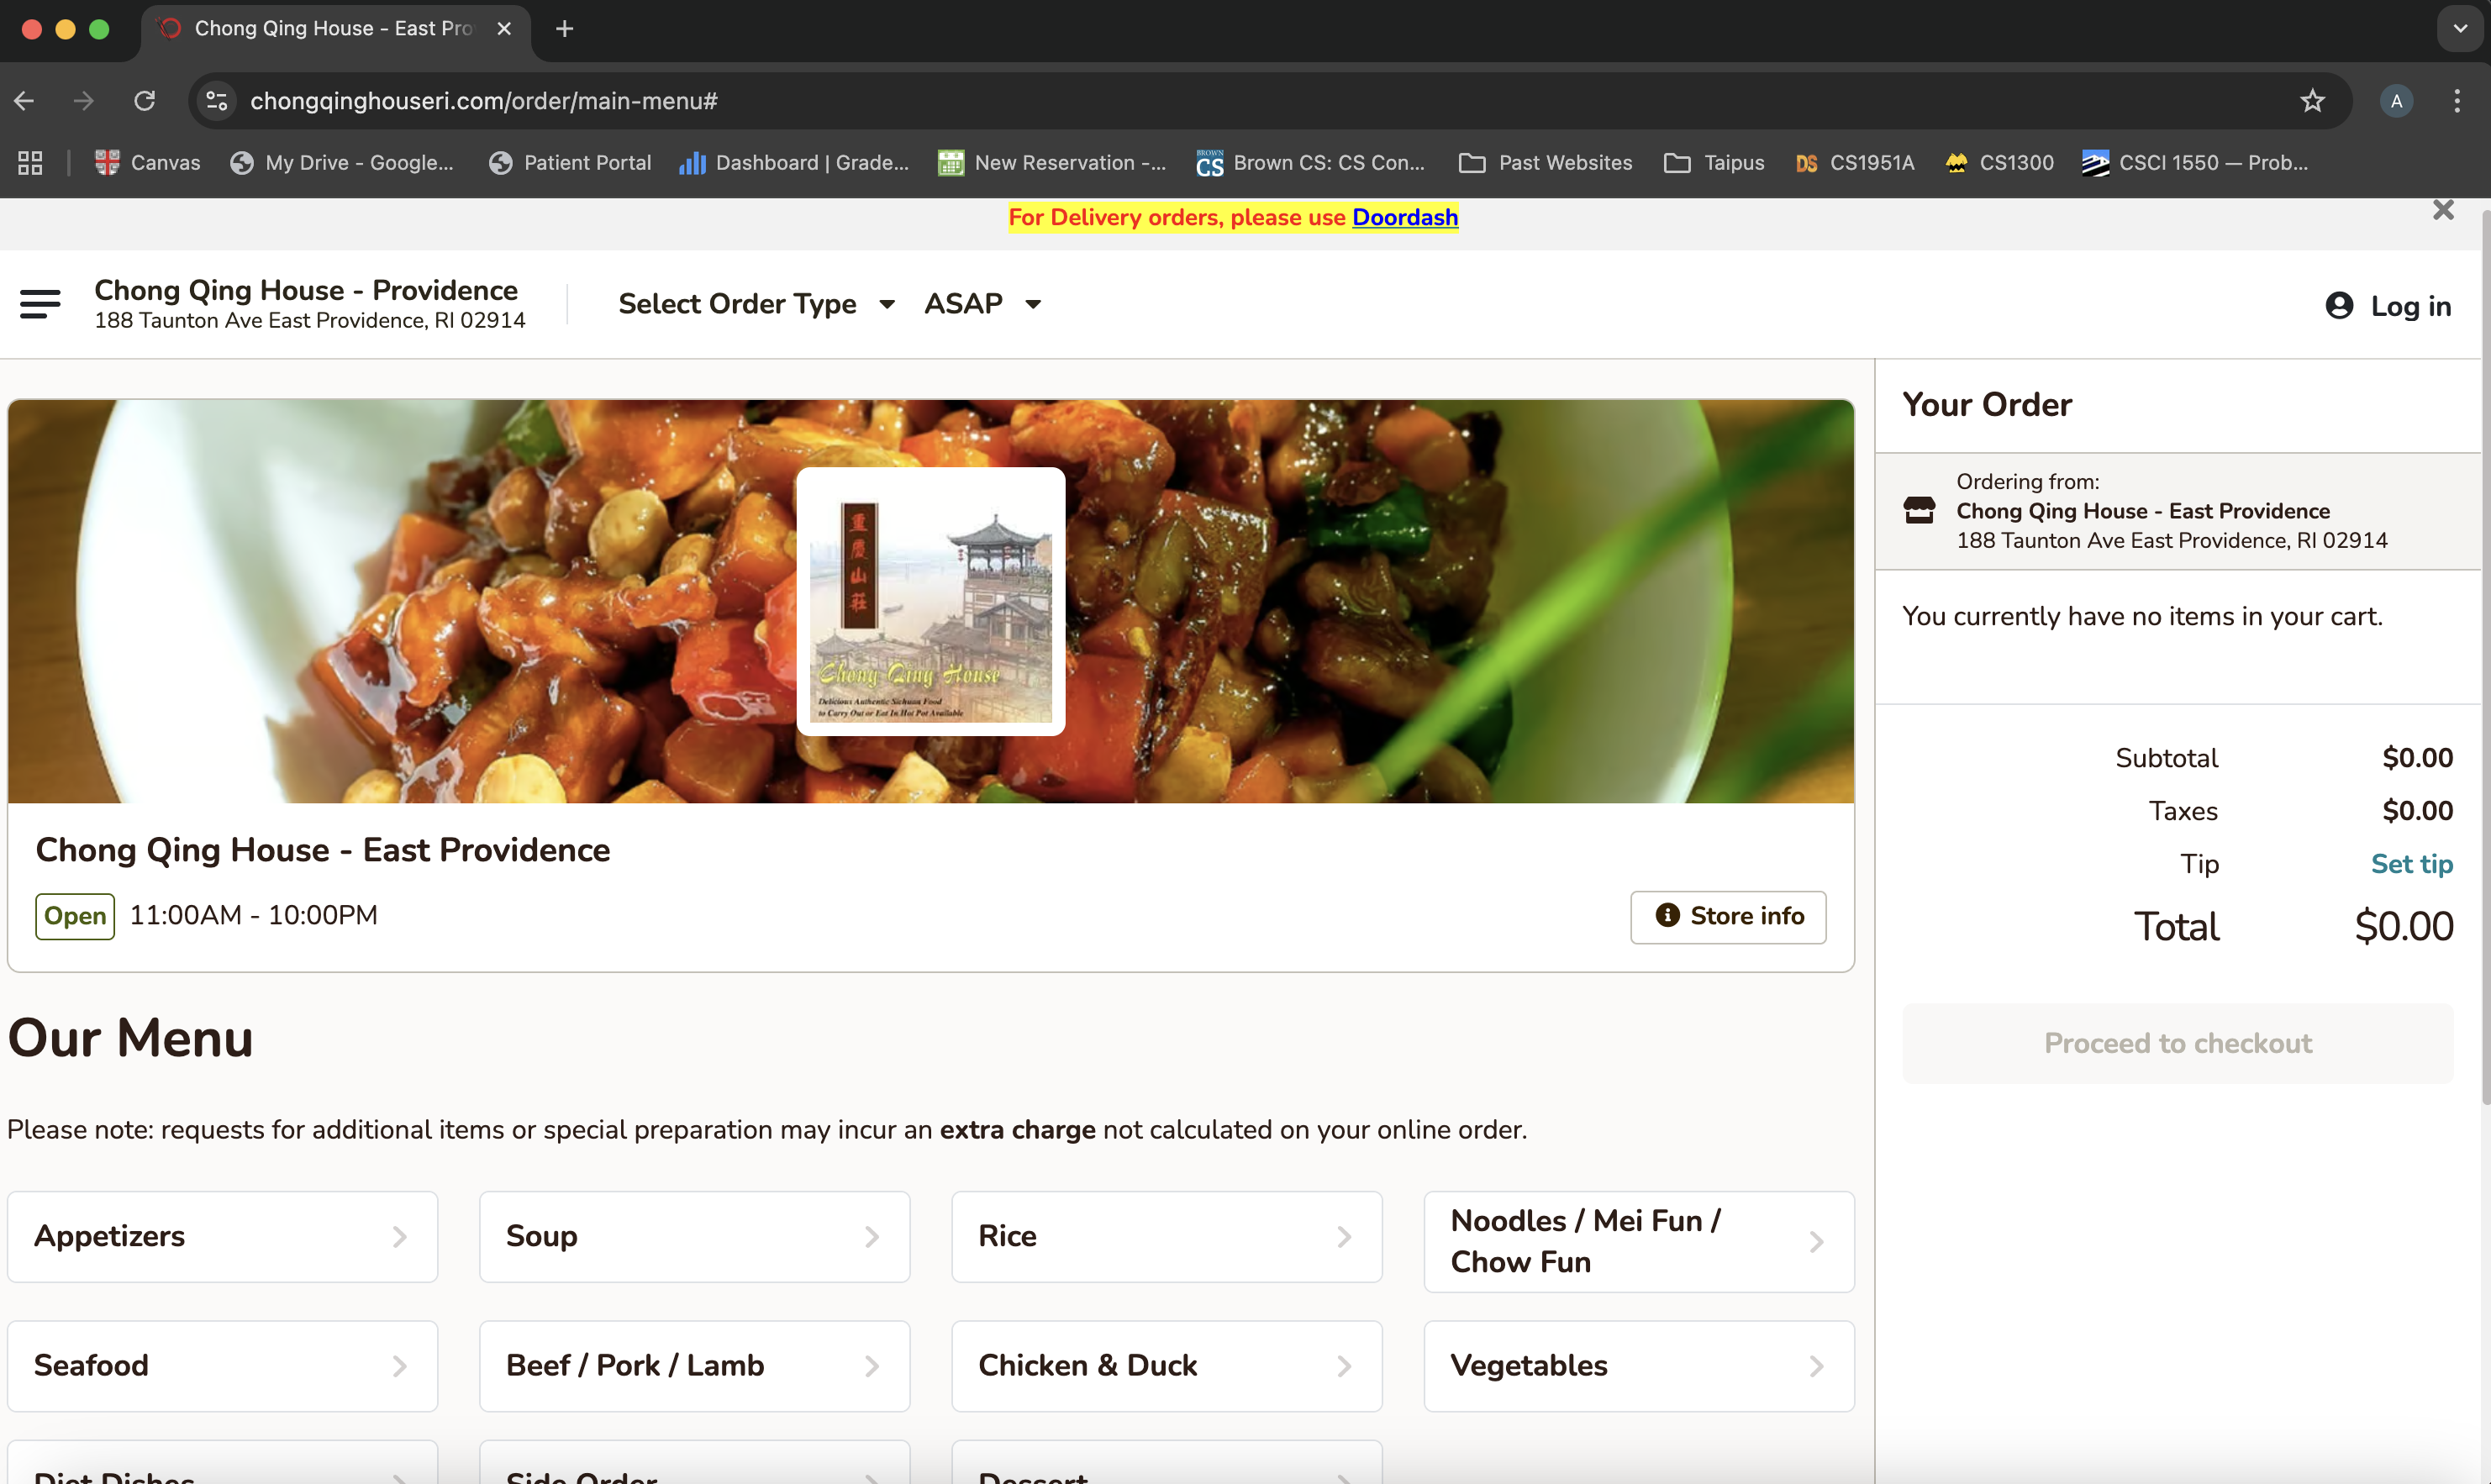 Chong Qing House - East Pro
chongqinghouseri.com/order/main-menu#
A
Canvas
My Drive - Google...
Patient Portal
Dashboard | Grade...
New Reservation -...
BROWN
CS
Brown CS: CS Con...
Past Websites
Taipus
DS
CS1951A
CS1300
CSCI 1550 — Prob...
For Delivery orders, please use Doordash
Chong Qing House - Providence
188 Taunton Ave East Providence, RI 02914
Select Order Type
ASAP
Log in
重慶山莊
Chong Qing House
Delicious Authentic Sichuan Food
to Carry Out or Eat In Hot Pot Available
Chong Qing House - East Providence
Open
11:00AM - 10:00PM
Store info
Our Menu
Please note: requests for additional items or special preparation may incur an extra charge not calculated on your online order.
Appetizers
Soup
Rice
Noodles / Mei Fun /
Chow Fun
Seafood
Beef / Pork / Lamb
Chicken & Duck
Vegetables
Diet Dishes
Side Order
Dessert
Your Order
Ordering from:
Chong Qing House - East Providence
188 Taunton Ave East Providence, RI 02914
You currently have no items in your cart.
Subtotal $0.00
Taxes $0.00
Tip Set tip
Total $0.00
Proceed to checkout